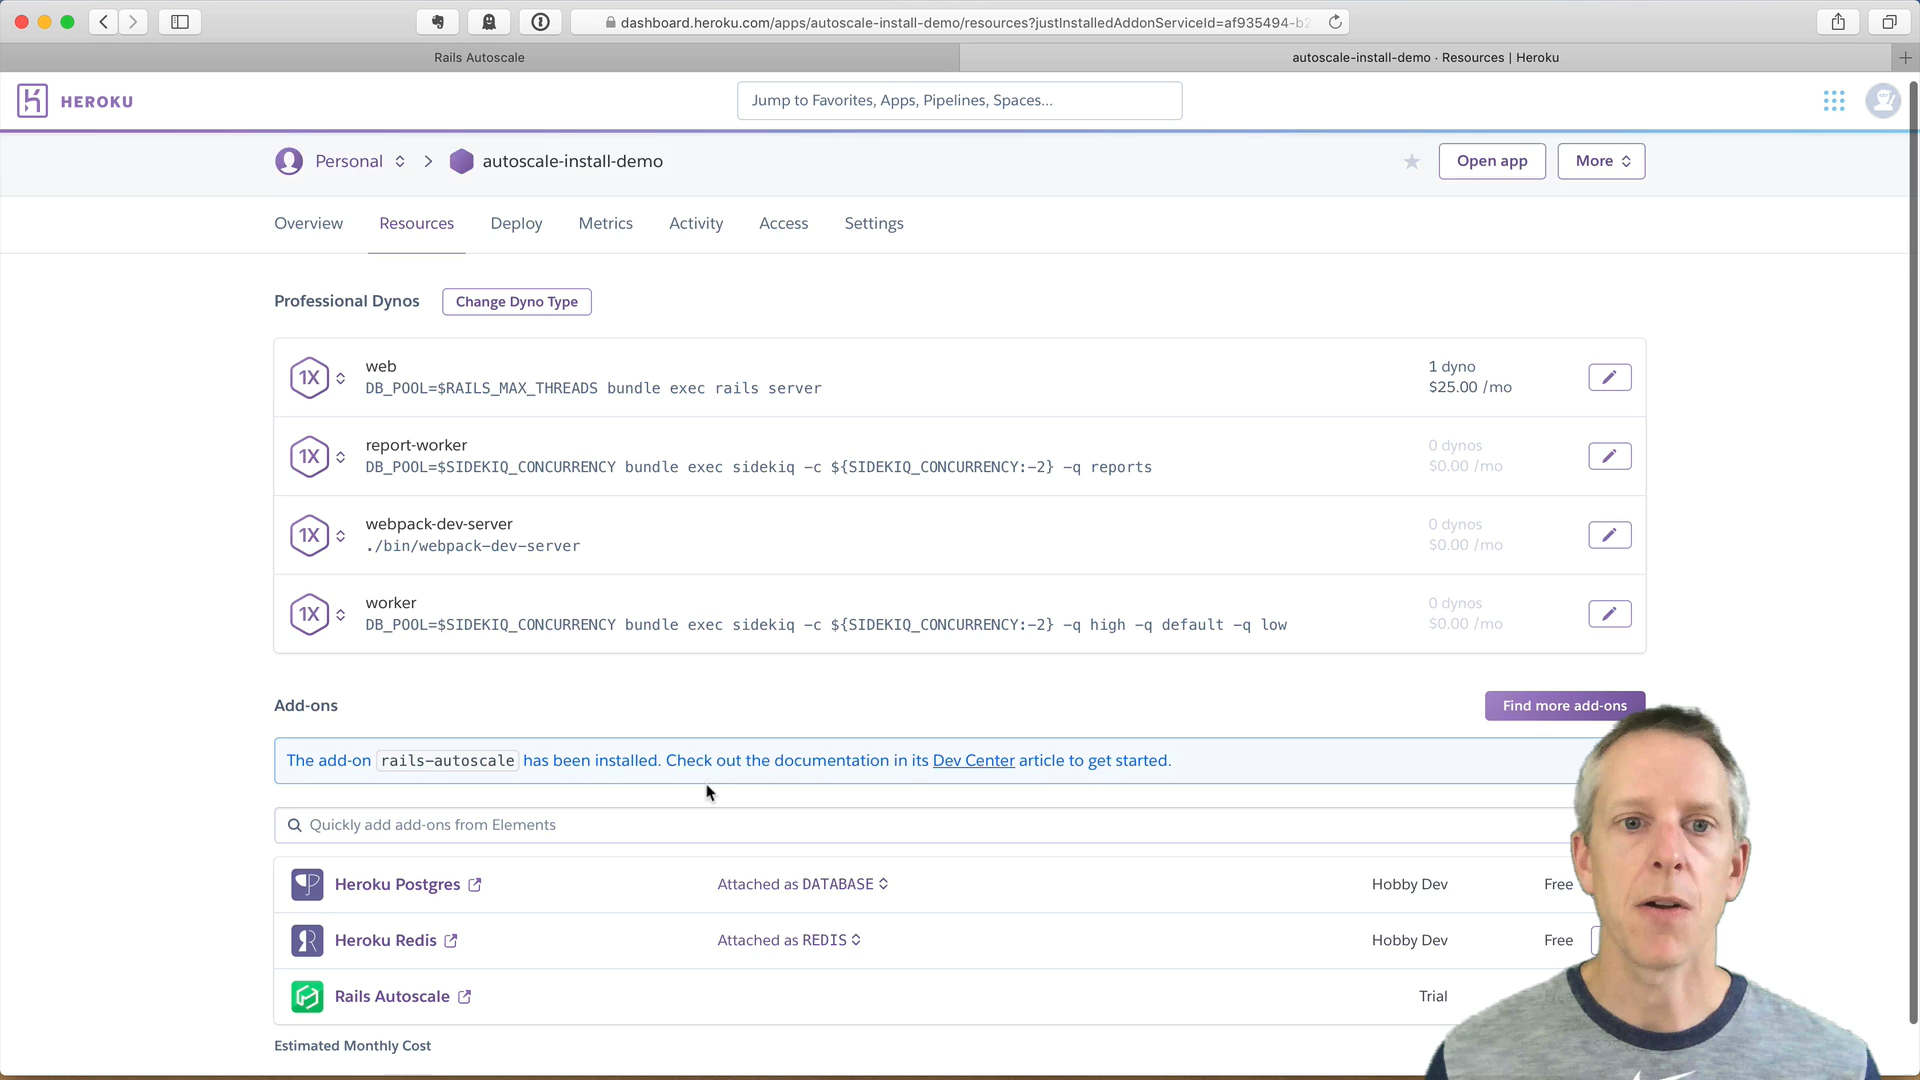 dashboard.heroku.com/apps/autoscale-install-demo/resources?justInstalledAddonServiceId=af935494-b2
Rails Autoscale
autoscale-install-demo · Resources | Heroku
HEROKU
Jump to Favorites, Apps, Pipelines, Spaces...
Personal
autoscale-install-demo
Open app
More
Overview
Resources
Deploy
Metrics
Activity
Access
Settings
Professional Dynos
Change Dyno Type
1X
web
DB_POOL=$RAILS_MAX_THREADS bundle exec rails server
1 dyno
$25.00 /mo
1X
report-worker
DB_POOL=$SIDEKIQ_CONCURRENCY bundle exec sidekiq -c ${SIDEKIQ_CONCURRENCY:-2} -q reports
0 dynos
$0.00 /mo
1X
webpack-dev-server
./bin/webpack-dev-server
0 dynos
$0.00 /mo
1X
worker
DB_POOL=$SIDEKIQ_CONCURRENCY bundle exec sidekiq -c ${SIDEKIQ_CONCURRENCY:-2} -q high -q default -q low
0 dynos
$0.00 /mo
Add-ons
Find more add-ons
The add-on rails-autoscale has been installed. Check out the documentation in its Dev Center article to get started.
Quickly add add-ons from Elements
Heroku Postgres
Attached as DATABASE
Hobby Dev
Free
Heroku Redis
Attached as REDIS
Hobby Dev
Free
Rails Autoscale
Trial
Estimated Monthly Cost